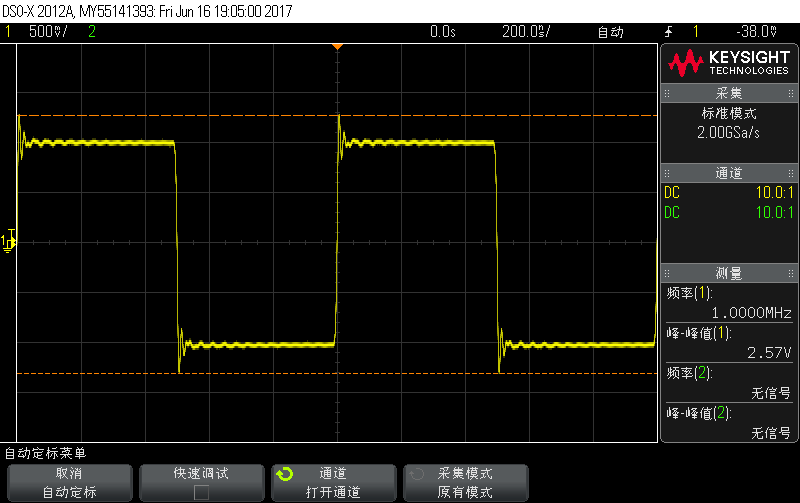 DSO-X 2012A, MY55141393: Fri Jun 16 19:05:00 2017
1 500mV/ 2 0.0s 200.0ns/ 自动 1 -38.0mV
KEYSIGHT
TECHNOLOGIES
采集
标准模式
2.00GSa/s
通道
DC 10.0:1
DC 10.0:1
测量
频率(1):
1.0000MHz
峰-峰值(1):
2.57V
频率(2):
无信号
峰-峰值(2):
无信号
1
T
自动定标菜单
取消
自动定标
快速调试
通道
打开通道
采集模式
原有模式